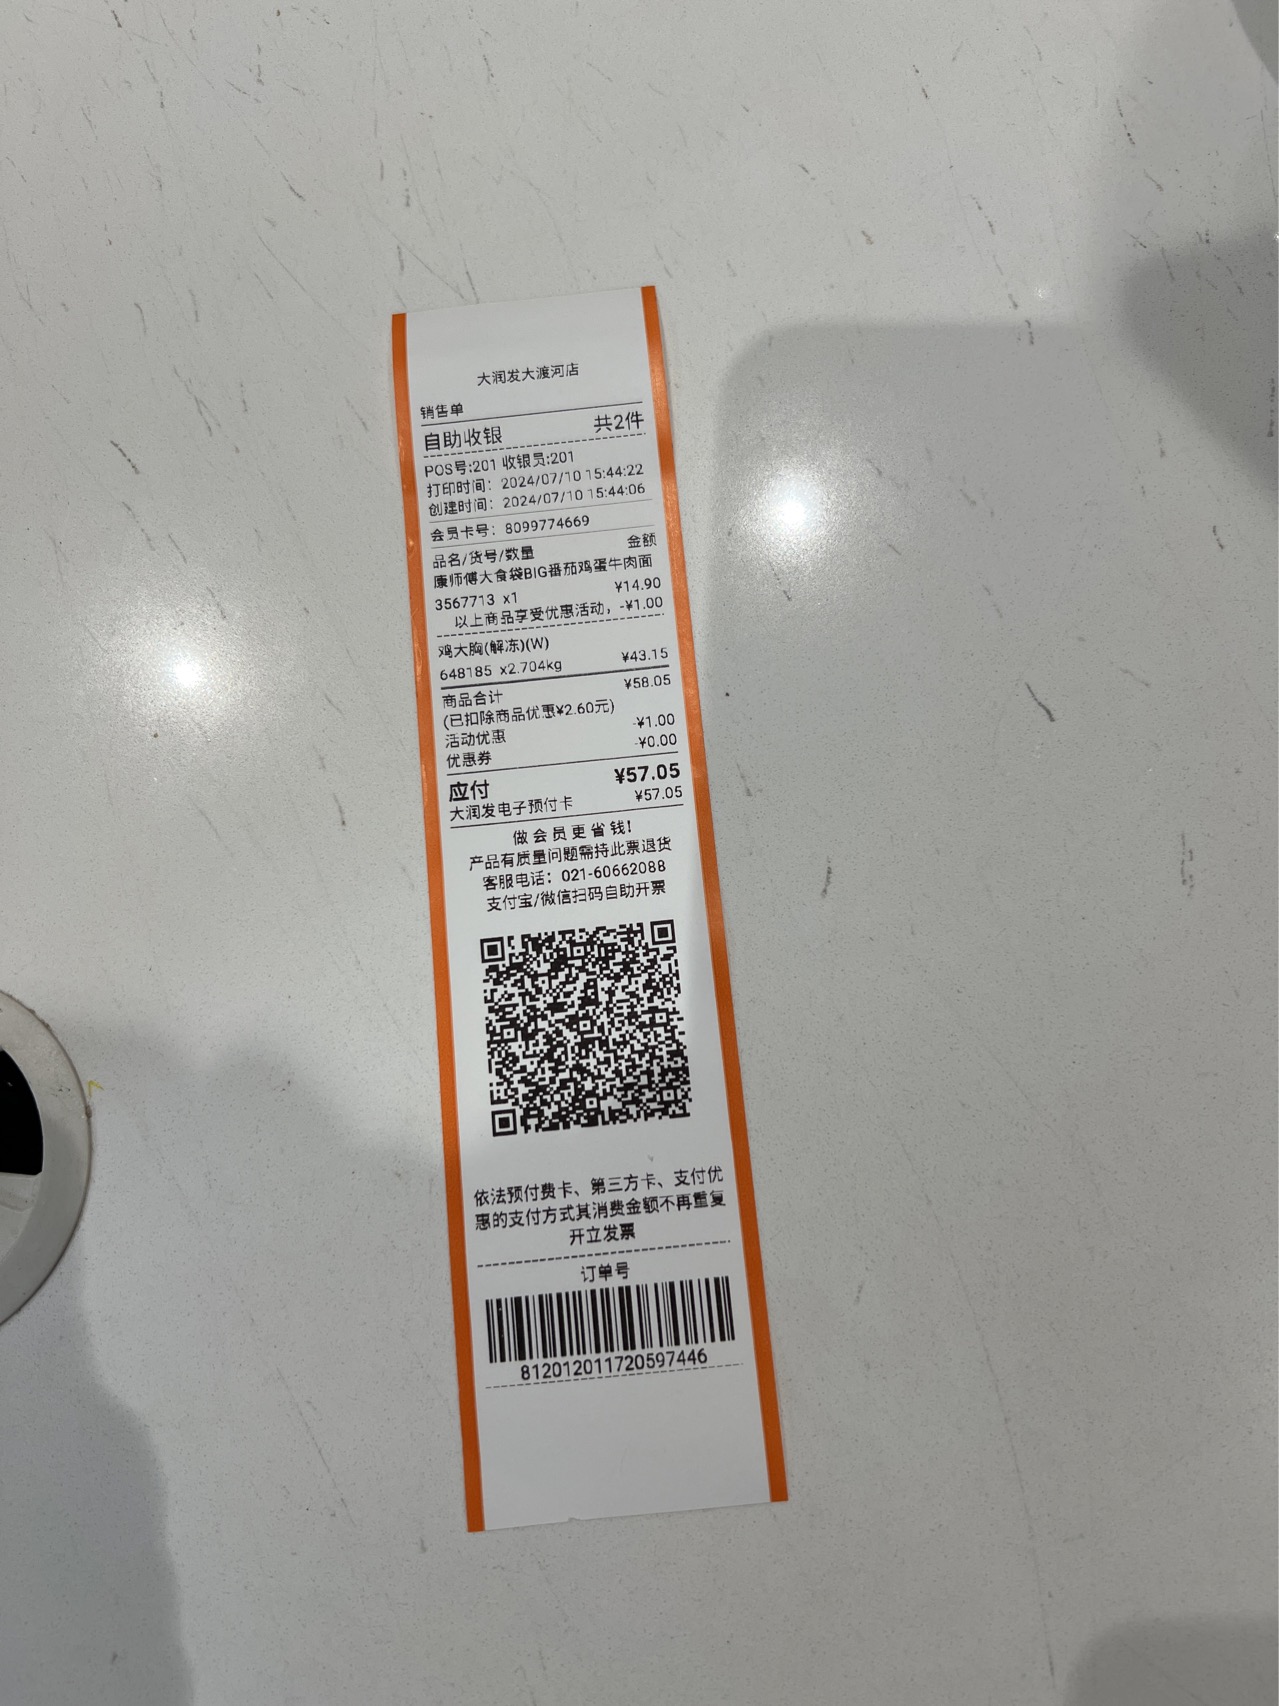 大润发大渡河店
销售单
自助收银 共2件
POS号:201 收银员:201
打印时间: 2024/07/10 15:44:22
创建时间: 2024/07/10 15:44:06
会员卡号: 8099774669
品名/货号/数量 金额
康师傅大食袋BIG番茄鸡蛋牛肉面
3567713 x1 ¥14.90
以上商品享受优惠活动, -¥1.00
鸡大胸(解冻)(W)
648185 x2.704kg ¥43.15
商品合计 ¥58.05
(已扣除商品优惠¥2.60元)
活动优惠 -¥1.00
优惠券 -¥0.00
应付 ¥57.05
大润发电子预付卡 ¥57.05
做会员更省钱!
产品有质量问题需持此票退货
客服电话: 021-60662088
支付宝/微信扫码自助开票
依法预付费卡、第三方卡、支付优
惠的支付方式其消费金额不再重复
开立发票
订单号
812012011720597446